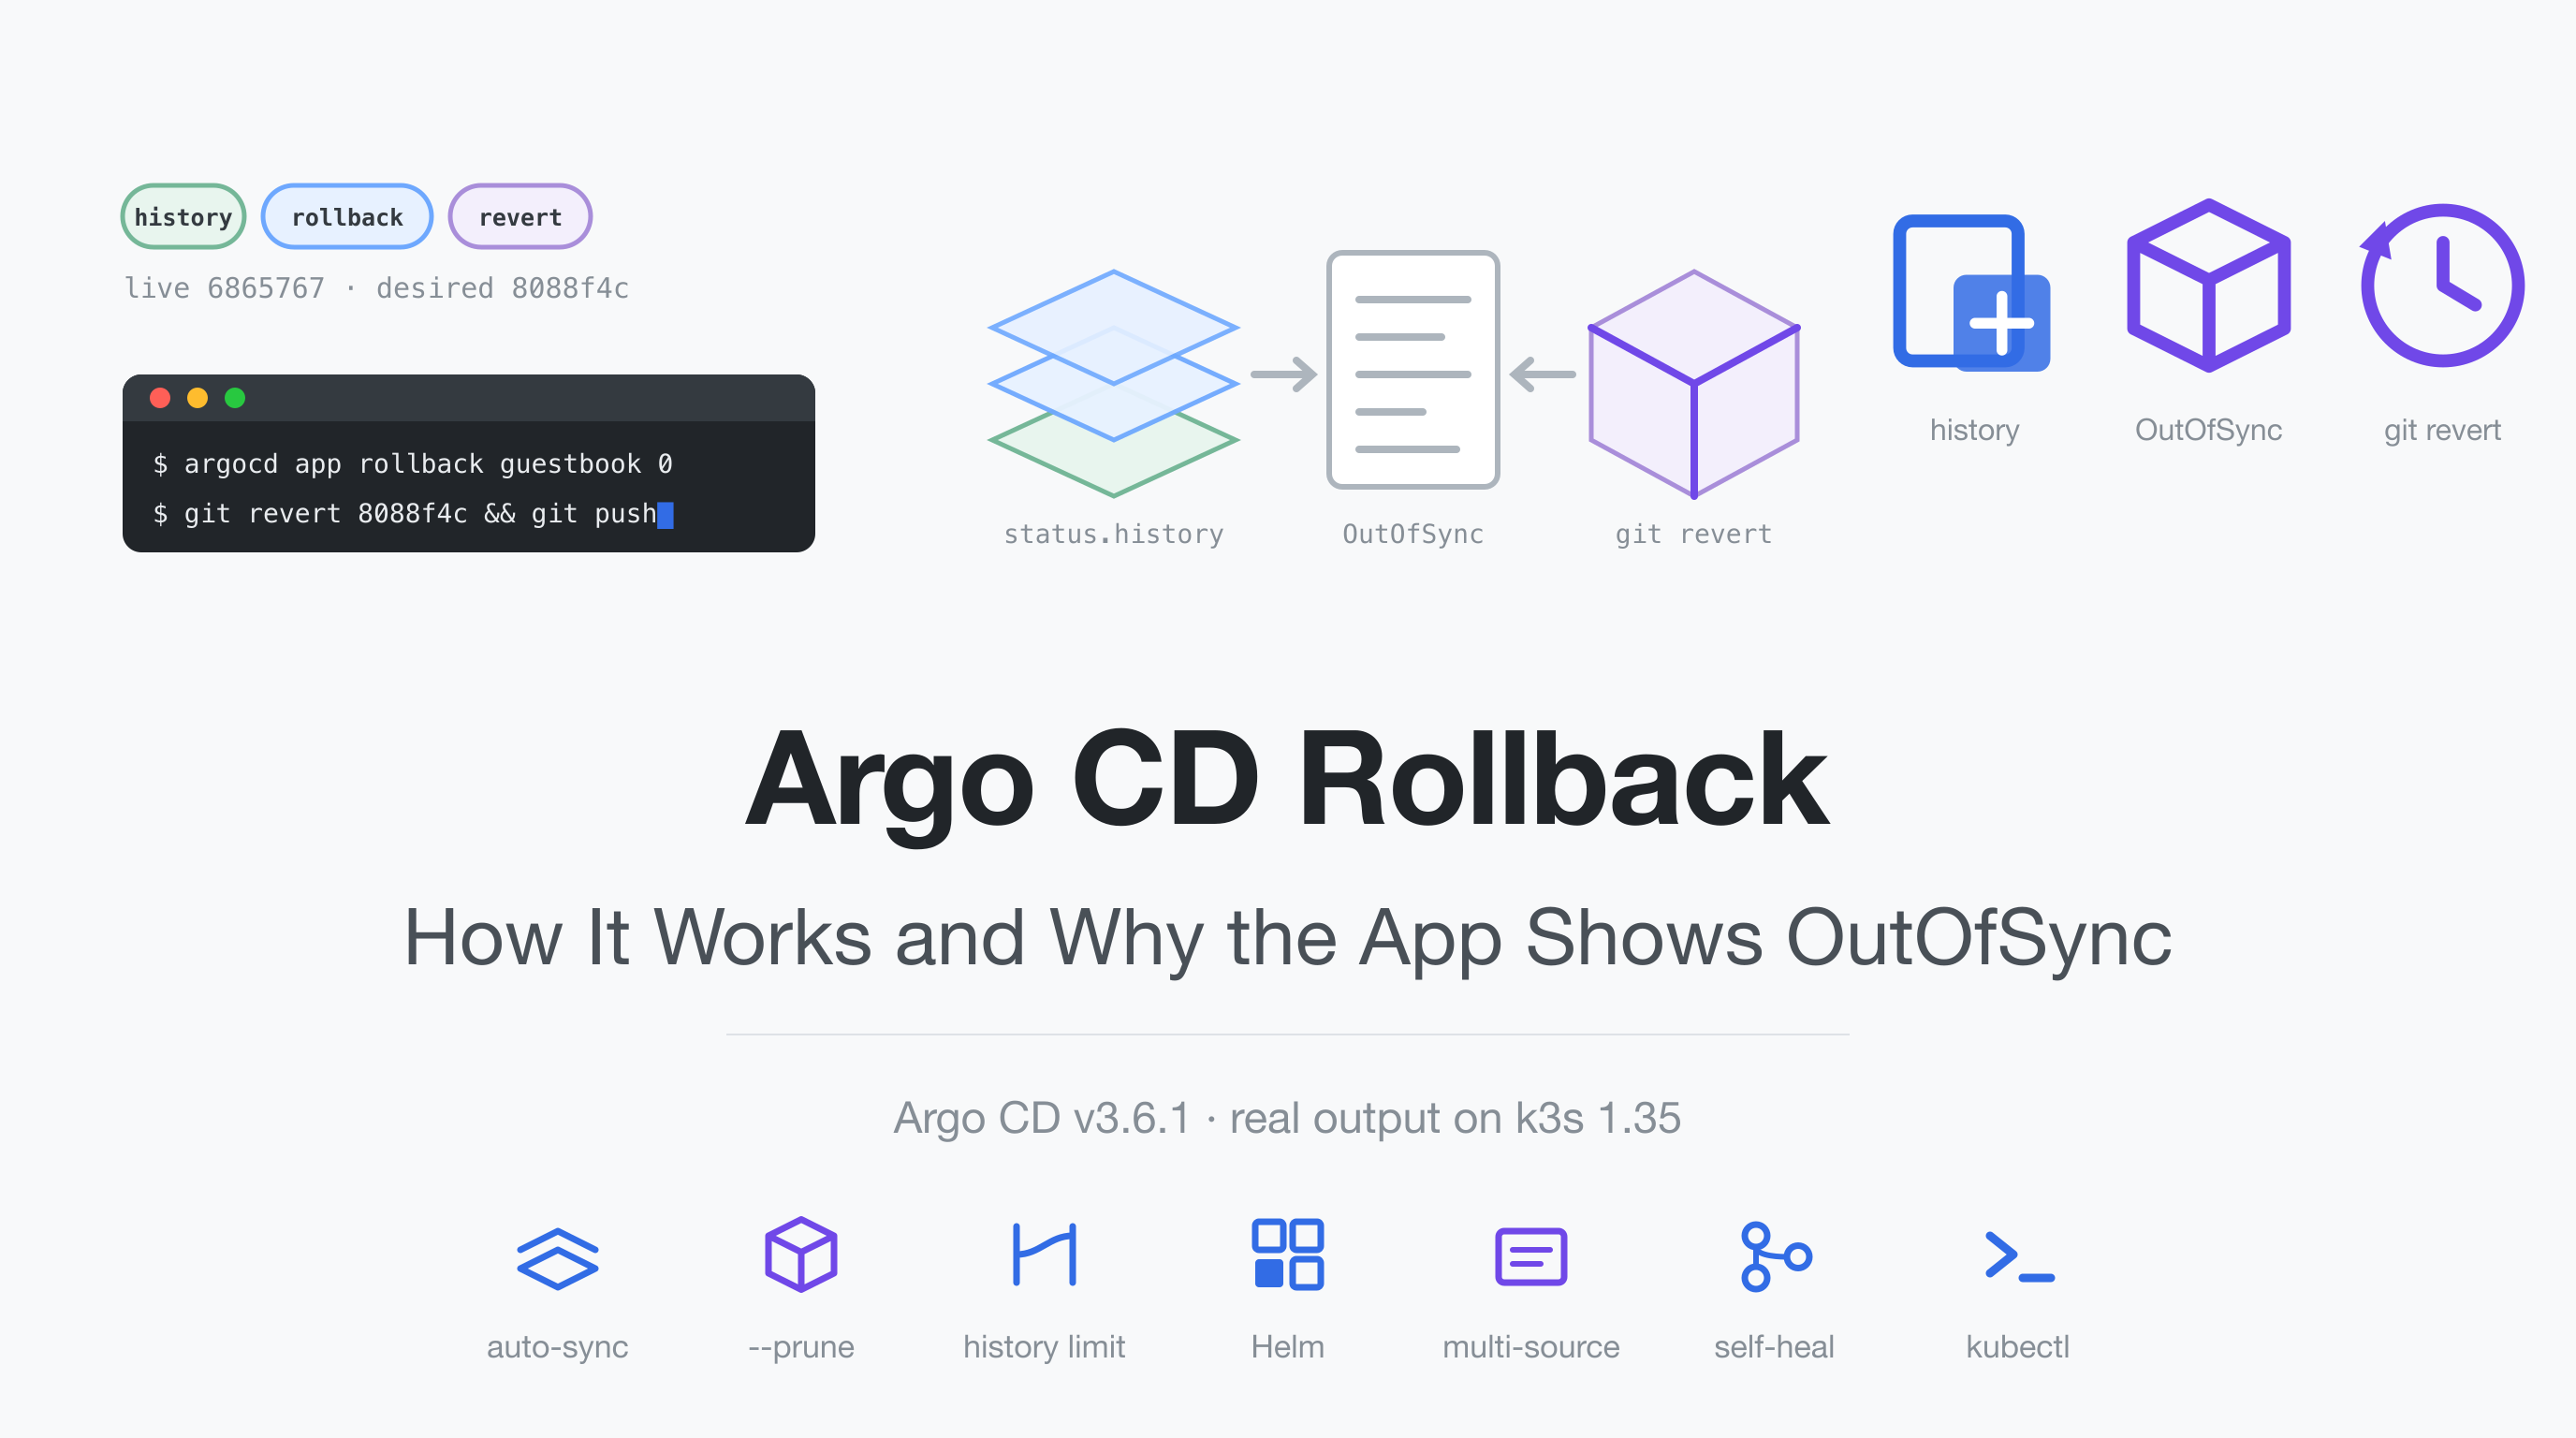 history rollback revert
live 6865767 · desired 8088f4c
$ argocd app rollback guestbook 0
$ git revert 8088f4c && git push
status.history OutOfSync git revert
history OutOfSync git revert
Argo CD Rollback
How It Works and Why the App Shows OutOfSync
Argo CD v3.6.1 · real output on k3s 1.35
auto-sync --prune history limit Helm multi-source self-heal kubectl